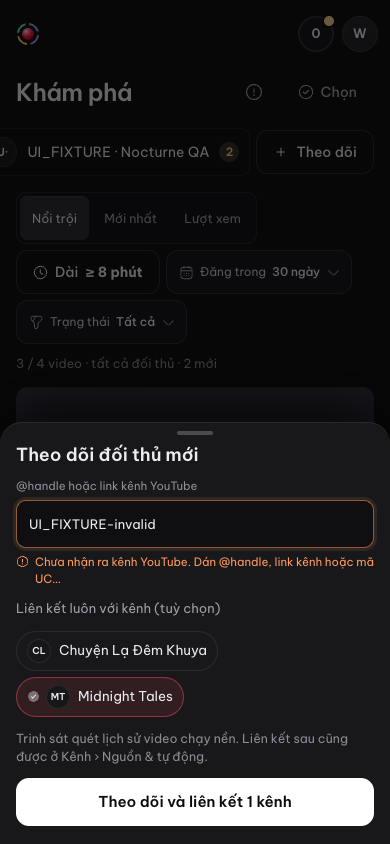 0 W
Khám phá
Chọn
UI_FIXTURE · Nocturne QA 2
Theo dõi
Nổi trội Mới nhất Lượt xem
Dài ≥ 8 phút Đăng trong 30 ngày
Trạng thái Tất cả
3 / 4 video · tất cả đối thủ · 2 mới
Theo dõi đối thủ mới
@handle hoặc link kênh YouTube
UI_FIXTURE-invalid
Chưa nhận ra kênh YouTube. Dán @handle, link kênh hoặc mã
UC...
Liên kết luôn với kênh (tuỳ chọn)
CL Chuyện Lạ Đêm Khuya
MT Midnight Tales
Trinh sát quét lịch sử video chạy nền. Liên kết sau cũng
được ở Kênh › Nguồn & tự động.
Theo dõi và liên kết 1 kênh